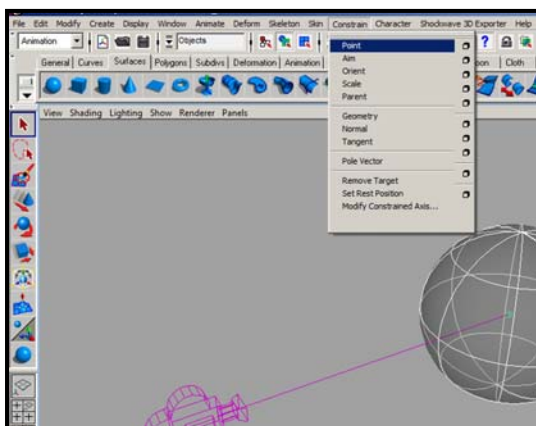 File Edit Modify Create Display Window Animate Deform Skeleton Skin Constrain Character Shockwave 3D Exporter Help
Animation Objects
General Curves Surfaces Polygons Subdivs Deformation Animation Cloth
View Shading Lighting Show Renderer Panels
Point
Aim
Orient
Scale
Parent
Geometry
Normal
Tangent
Pole Vector
Remove Target
Set Rest Position
Modify Constrained Axis...